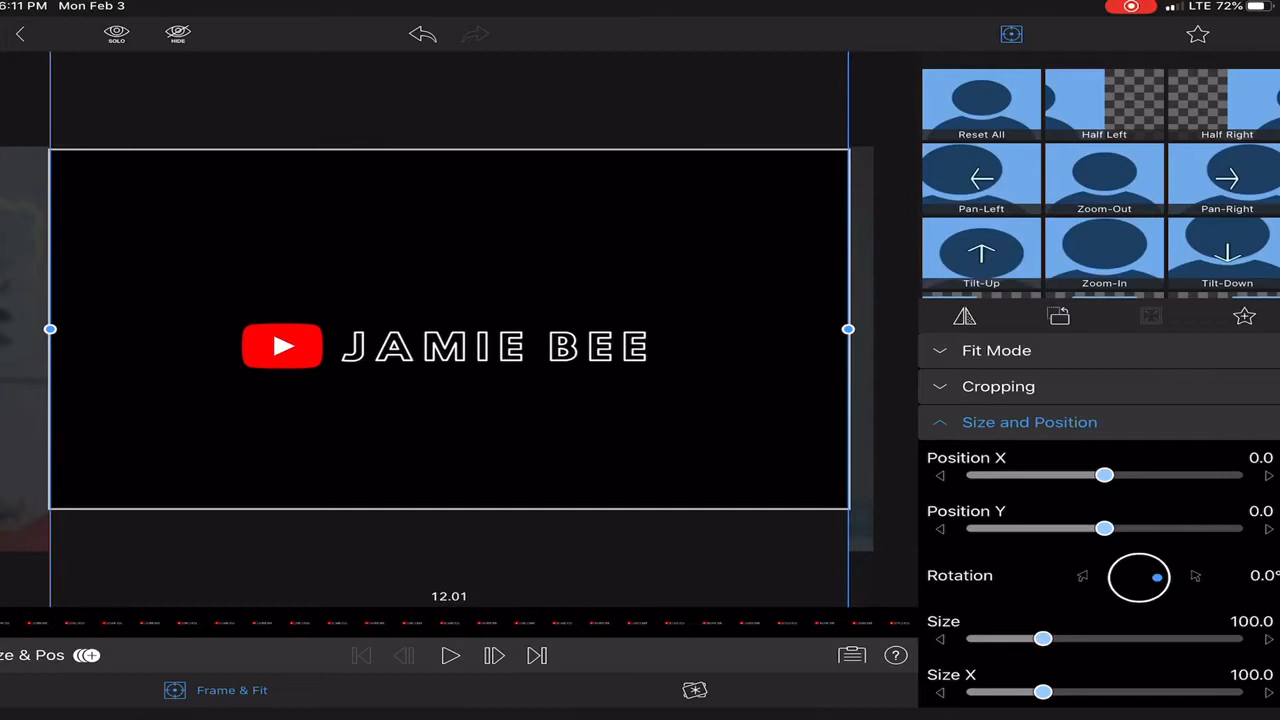 6:11 PM Mon Feb 3
LTE 72%
SOLO
HIDE
Reset All
Half Left
Half Right
Pan-Left
Zoom-Out
Pan-Right
Tilt-Up
Zoom-In
Tilt-Down
JAMIE BEE
Fit Mode
Cropping
Size and Position
Position X 0.0
Position Y 0.0
Rotation 0.0°
Size 100.0
Size X 100.0
12.01
ze & Pos
?
Frame & Fit